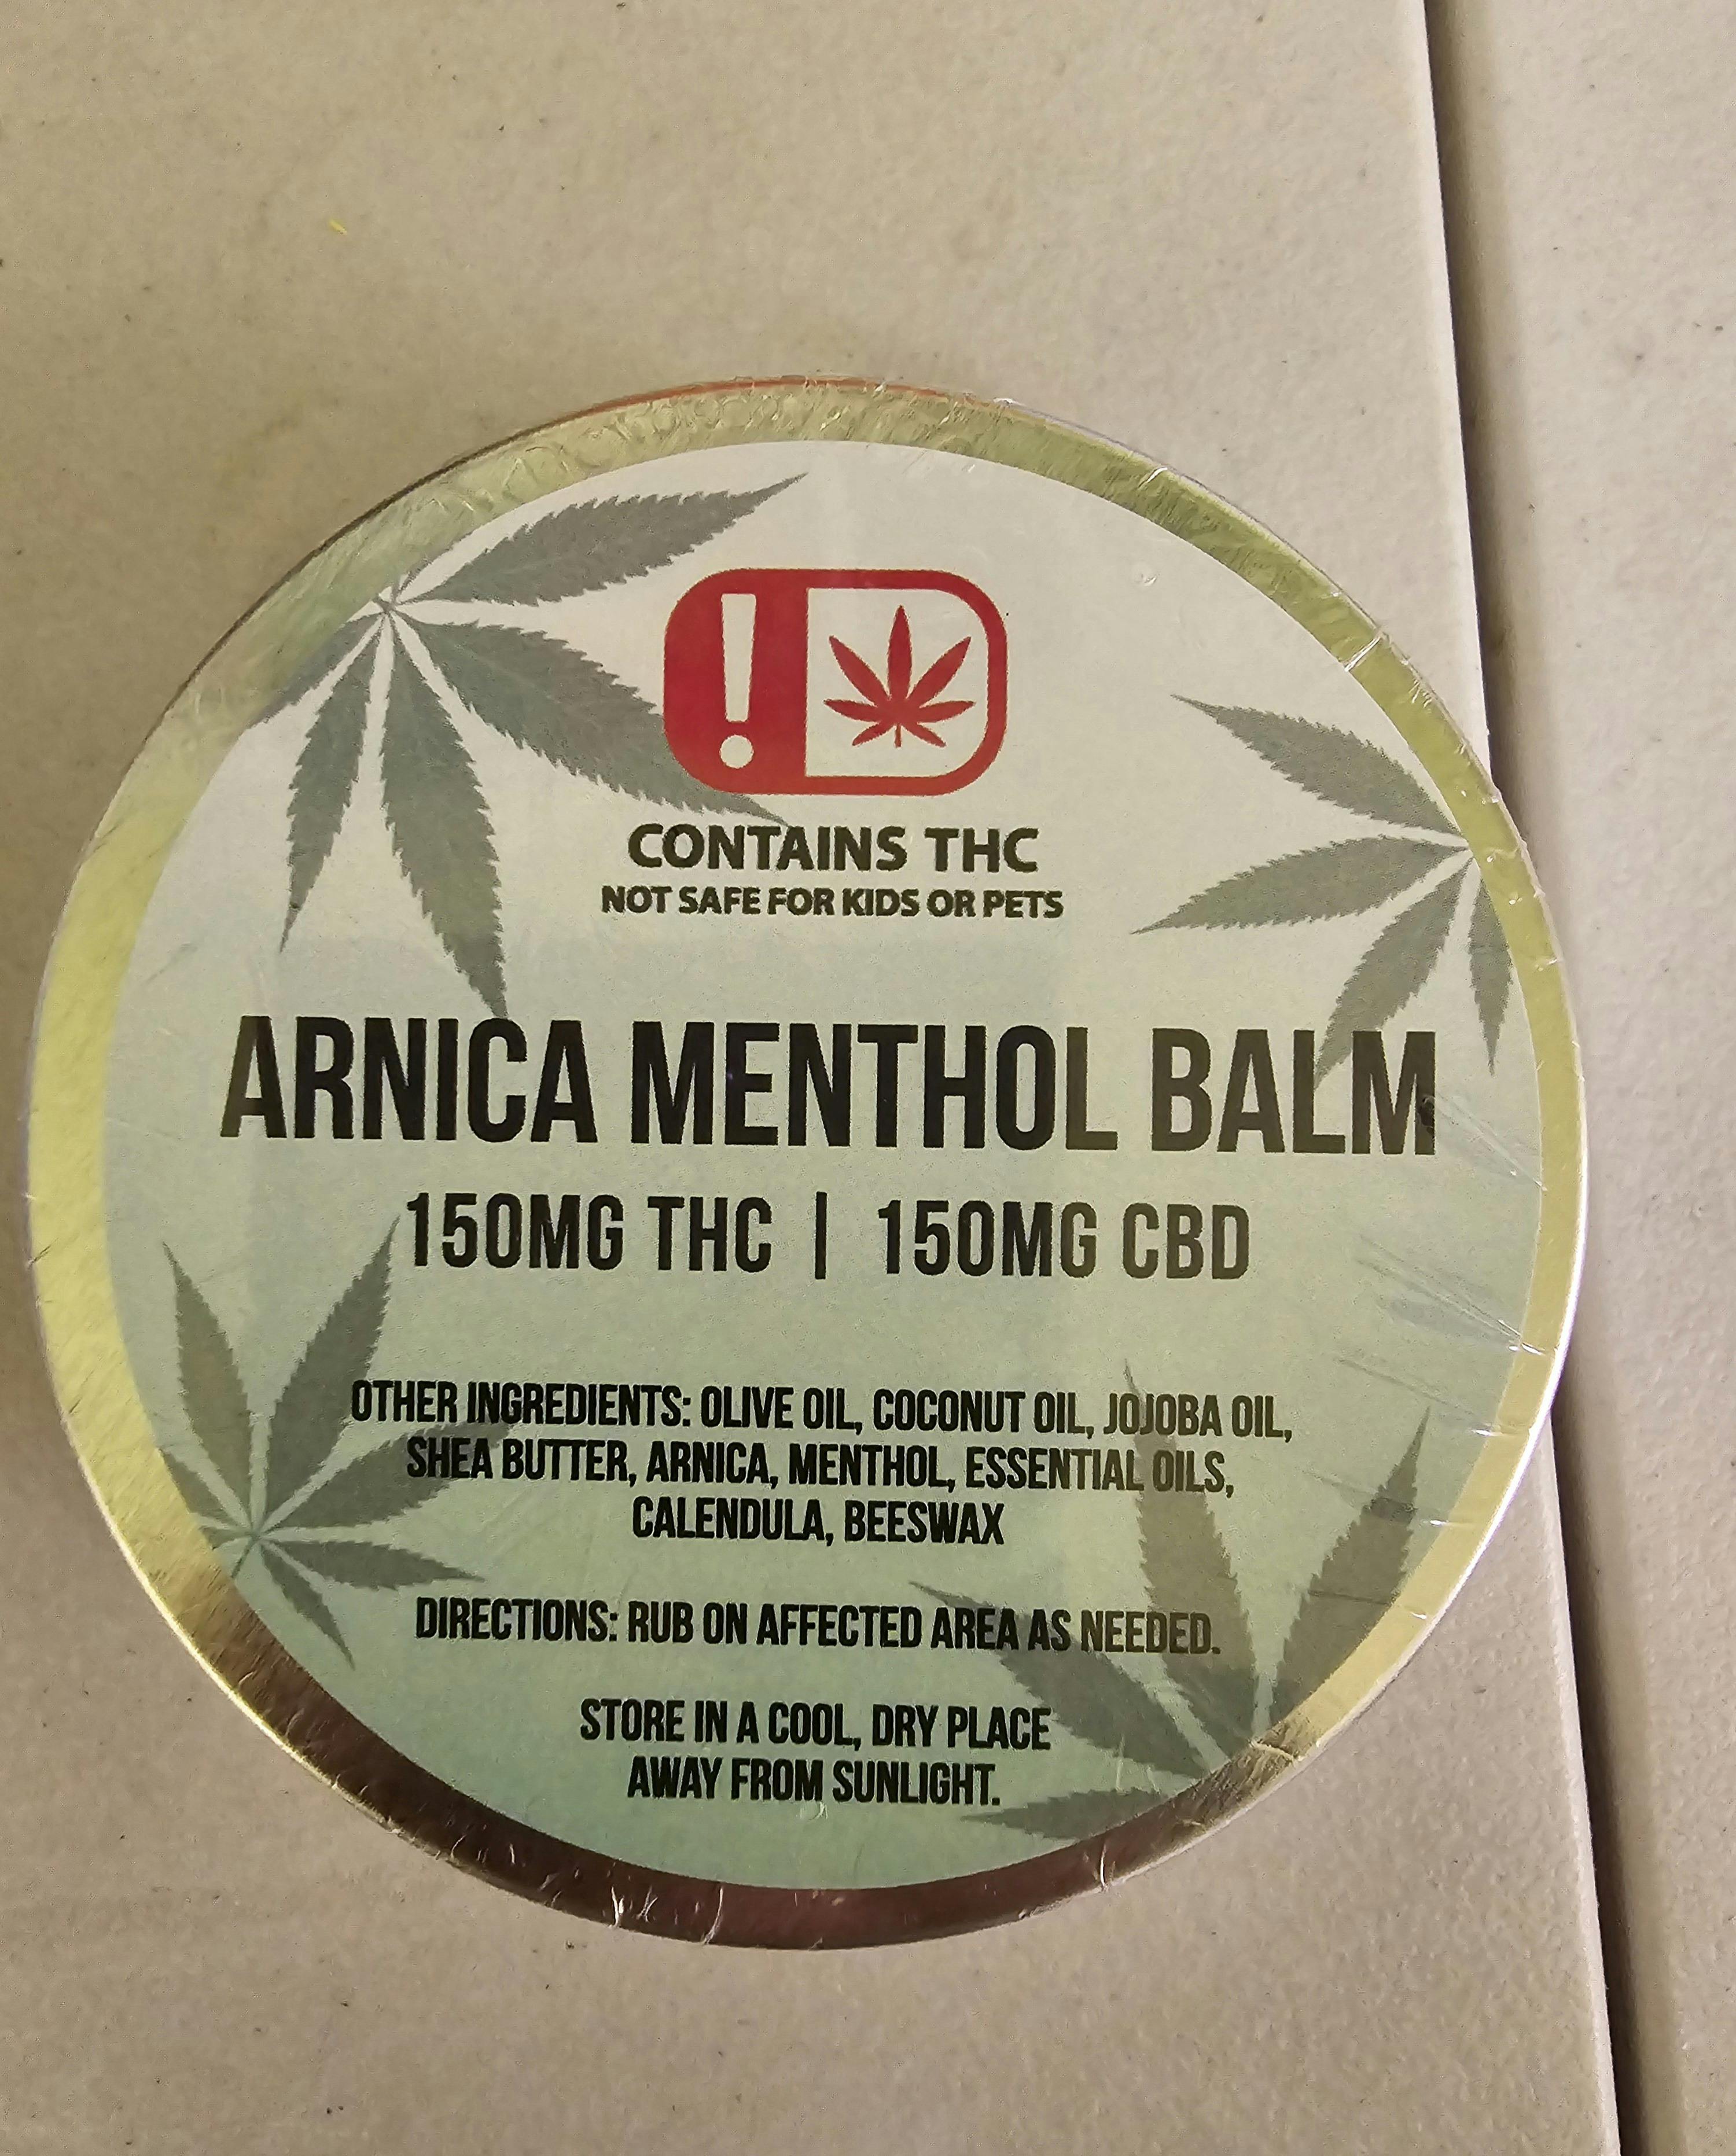 CONTAINS THC
NOT SAFE FOR KIDS OR PETS
ARNICA MENTHOL BALM
150MG THC | 150MG CBD
OTHER INGREDIENTS: OLIVE OIL, COCONUT OIL, JOJOBA OIL,
SHEA BUTTER, ARNICA, MENTHOL, ESSENTIAL OILS,
CALENDULA, BEESWAX
DIRECTIONS: RUB ON AFFECTED AREA AS NEEDED.
STORE IN A COOL, DRY PLACE
AWAY FROM SUNLIGHT.